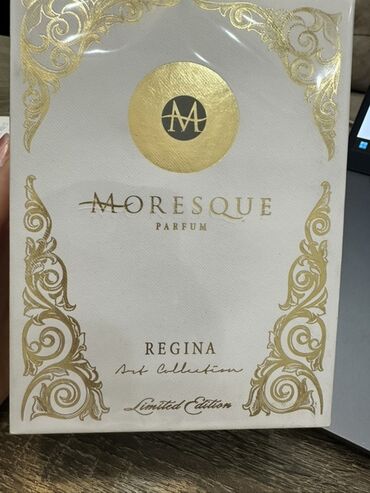 M
MORESQUE
PARFUM
REGINA
Art Collection
Limited Edition